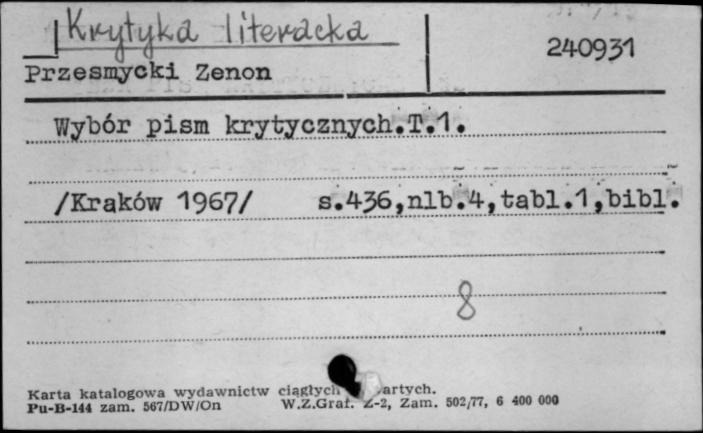 Krytyka literacka
240931
Przesmycki Zenon
Wybór pism krytycznych.T.1.
/Kraków 1967/ s.436,nlb.4,tabl.1,bibl.
8
Karta katalogowa wydawnictw ciągłych
Pu-B-144 zam. 567/DW/On W.Z.Graf. Z-2, Zam. 502/77, 6 400 000